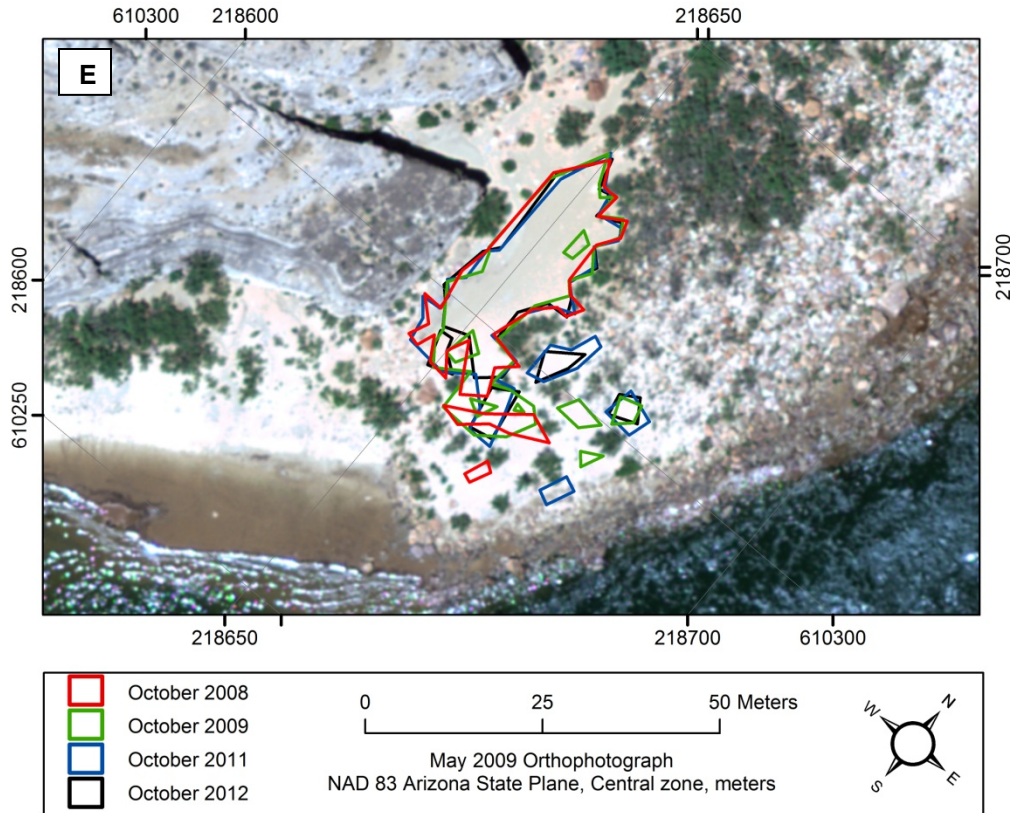 610300 218600 218650
E
218600
218700
610250
218650 218700 610300
October 2008
October 2009
October 2011
October 2012
0 25 50 Meters
May 2009 Orthophotograph
NAD 83 Arizona State Plane, Central zone, meters
W N
S E